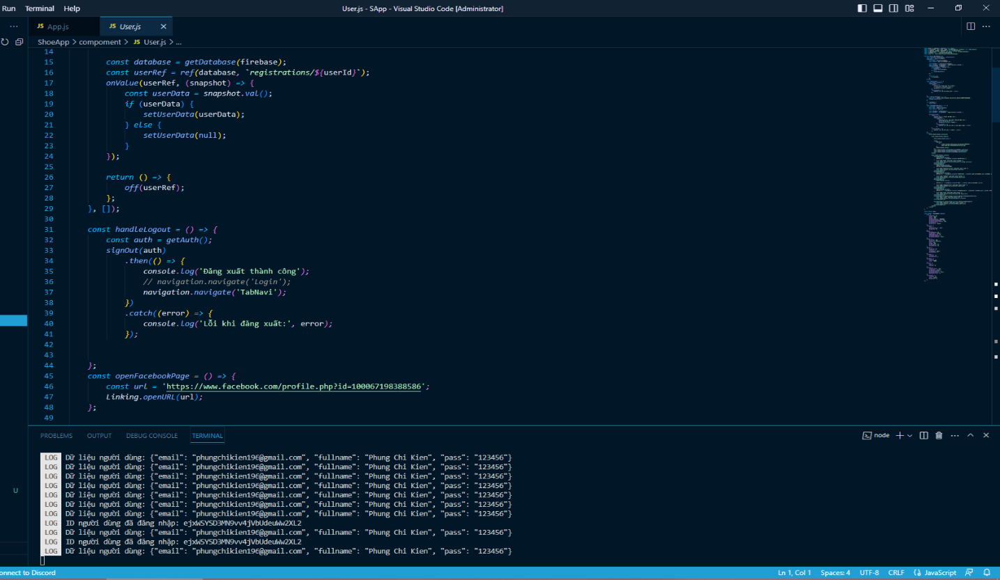 Run Terminal Help User.js - SApp - Visual Studio Code [Administrator]
··· JS App.js JS User.js × ···
ShoeApp > compoment > JS User.js > ...
14
15 const database = getDatabase(firebase);
16 const userRef = ref(database, `registrations/${userId}`);
17 onValue(userRef, (snapshot) => {
18 const userData = snapshot.val();
19 if (userData) {
20 setUserData(userData);
21 } else {
22 setUserData(null);
23 }
24 });
25
26 return () => {
27 off(userRef);
28 };
29 }, []);
30
31 const handleLogout = () => {
32 const auth = getAuth();
33 signOut(auth)
34 .then(() => {
35 console.log('Đăng xuất thành công');
36 // navigation.navigate('Login');
37 navigation.navigate('TabNavi');
38 })
39 .catch((error) => {
40 console.log('Lỗi khi đăng xuất:', error);
41 });
42
43
44 };
45 const openFacebookPage = () => {
46 const url = 'https://www.facebook.com/profile.php?id=100067198388586';
47 Linking.openURL(url);
48 };
49
PROBLEMS OUTPUT DEBUG CONSOLE TERMINAL node
LOG Dữ liệu người dùng: {"email": "phungchikien196@gmail.com", "fullname": "Phung Chi Kien", "pass": "123456"}
LOG Dữ liệu người dùng: {"email": "phungchikien196@gmail.com", "fullname": "Phung Chi Kien", "pass": "123456"}
LOG Dữ liệu người dùng: {"email": "phungchikien196@gmail.com", "fullname": "Phung Chi Kien", "pass": "123456"}
LOG Dữ liệu người dùng: {"email": "phungchikien196@gmail.com", "fullname": "Phung Chi Kien", "pass": "123456"}
LOG Dữ liệu người dùng: {"email": "phungchikien196@gmail.com", "fullname": "Phung Chi Kien", "pass": "123456"}
LOG Dữ liệu người dùng: {"email": "phungchikien196@gmail.com", "fullname": "Phung Chi Kien", "pass": "123456"}
LOG Dữ liệu người dùng: {"email": "phungchikien196@gmail.com", "fullname": "Phung Chi Kien", "pass": "123456"}
LOG ID người dùng đã đăng nhập: ejxWSYSD3MN9vv4jVbUdeuWw2XL2
LOG Dữ liệu người dùng: {"email": "phungchikien196@gmail.com", "fullname": "Phung Chi Kien", "pass": "123456"}
LOG ID người dùng đã đăng nhập: ejxWSYSD3MN9vv4jVbUdeuWw2XL2
LOG Dữ liệu người dùng: {"email": "phungchikien196@gmail.com", "fullname": "Phung Chi Kien", "pass": "123456"}
U
onnect to Discord Ln 1, Col 1 Spaces: 4 UTF-8 CRLF JavaScript